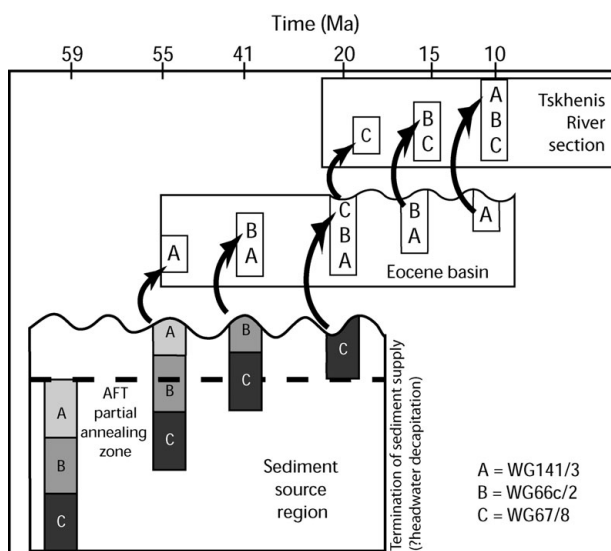 Time (Ma)
59 55 41 20 15 10
A
B
C
Tskhenis
River
section
B
C
C
A
B
A
C
B
A
B
A
A
Eocene basin
A
B
C
B
C
C
A
B
C
AFT
partial
annealing
zone
Sediment
source
region
Termination of sediment supply
(?headwater decapitation)
A = WG141/3
B = WG66c/2
C = WG67/8